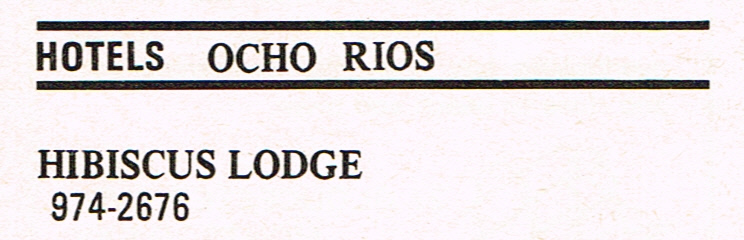 HOTELS OCHO RIOS
HIBISCUS LODGE
974-2676